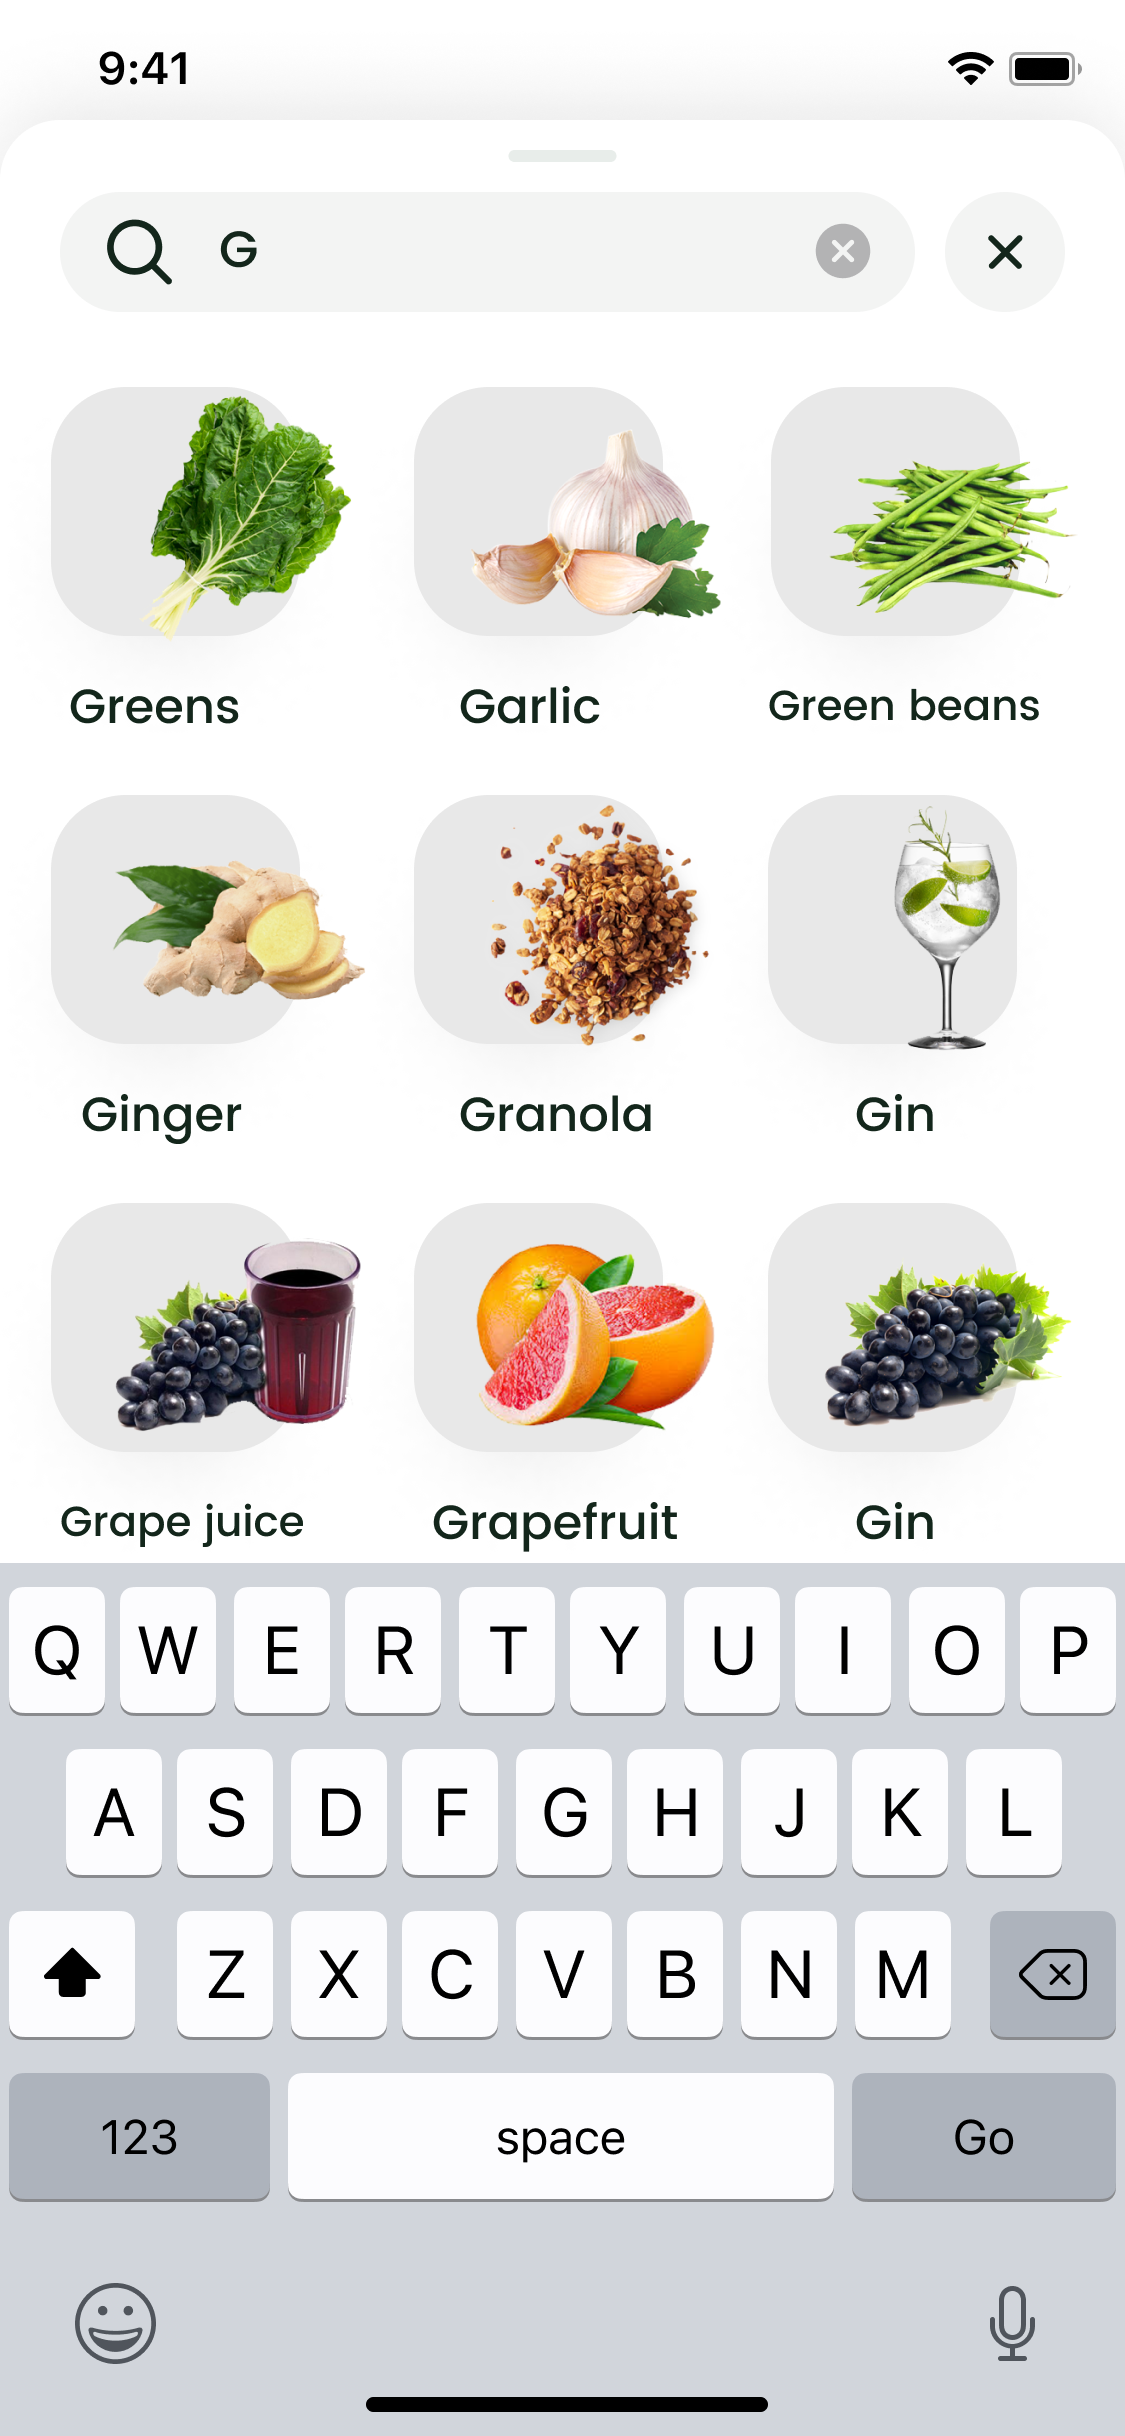 9:41
G
Greens
Garlic
Green beans
Ginger
Granola
Gin
Grape juice
Grapefruit
Gin
Q W E R T Y U I O P
A S D F G H J K L
Z X C V B N M
123 space Go